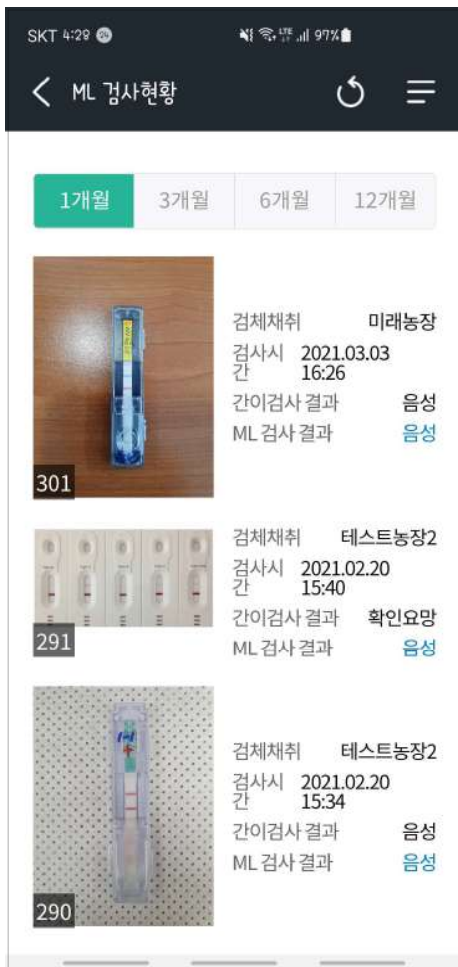 SKT 4:29
LTE 97%
ML 검사현황
1개월 3개월 6개월 12개월
검체채취 미래농장
검사시간 2021.03.03 16:26
간이검사 결과 음성
ML 검사 결과 음성
301
검체채취 테스트농장2
검사시간 2021.02.20 15:40
간이검사 결과 확인요망
ML 검사 결과 음성
291
검체채취 테스트농장2
검사시간 2021.02.20 15:34
간이검사 결과 음성
ML 검사 결과 음성
290